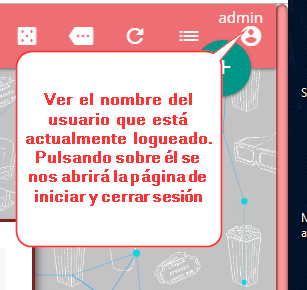 admin
Ver el nombre del
usuario que está
actualmente logueado.
Pulsando sobre él se
nos abrirá la página de
iniciar y cerrar sesión
S
N
a